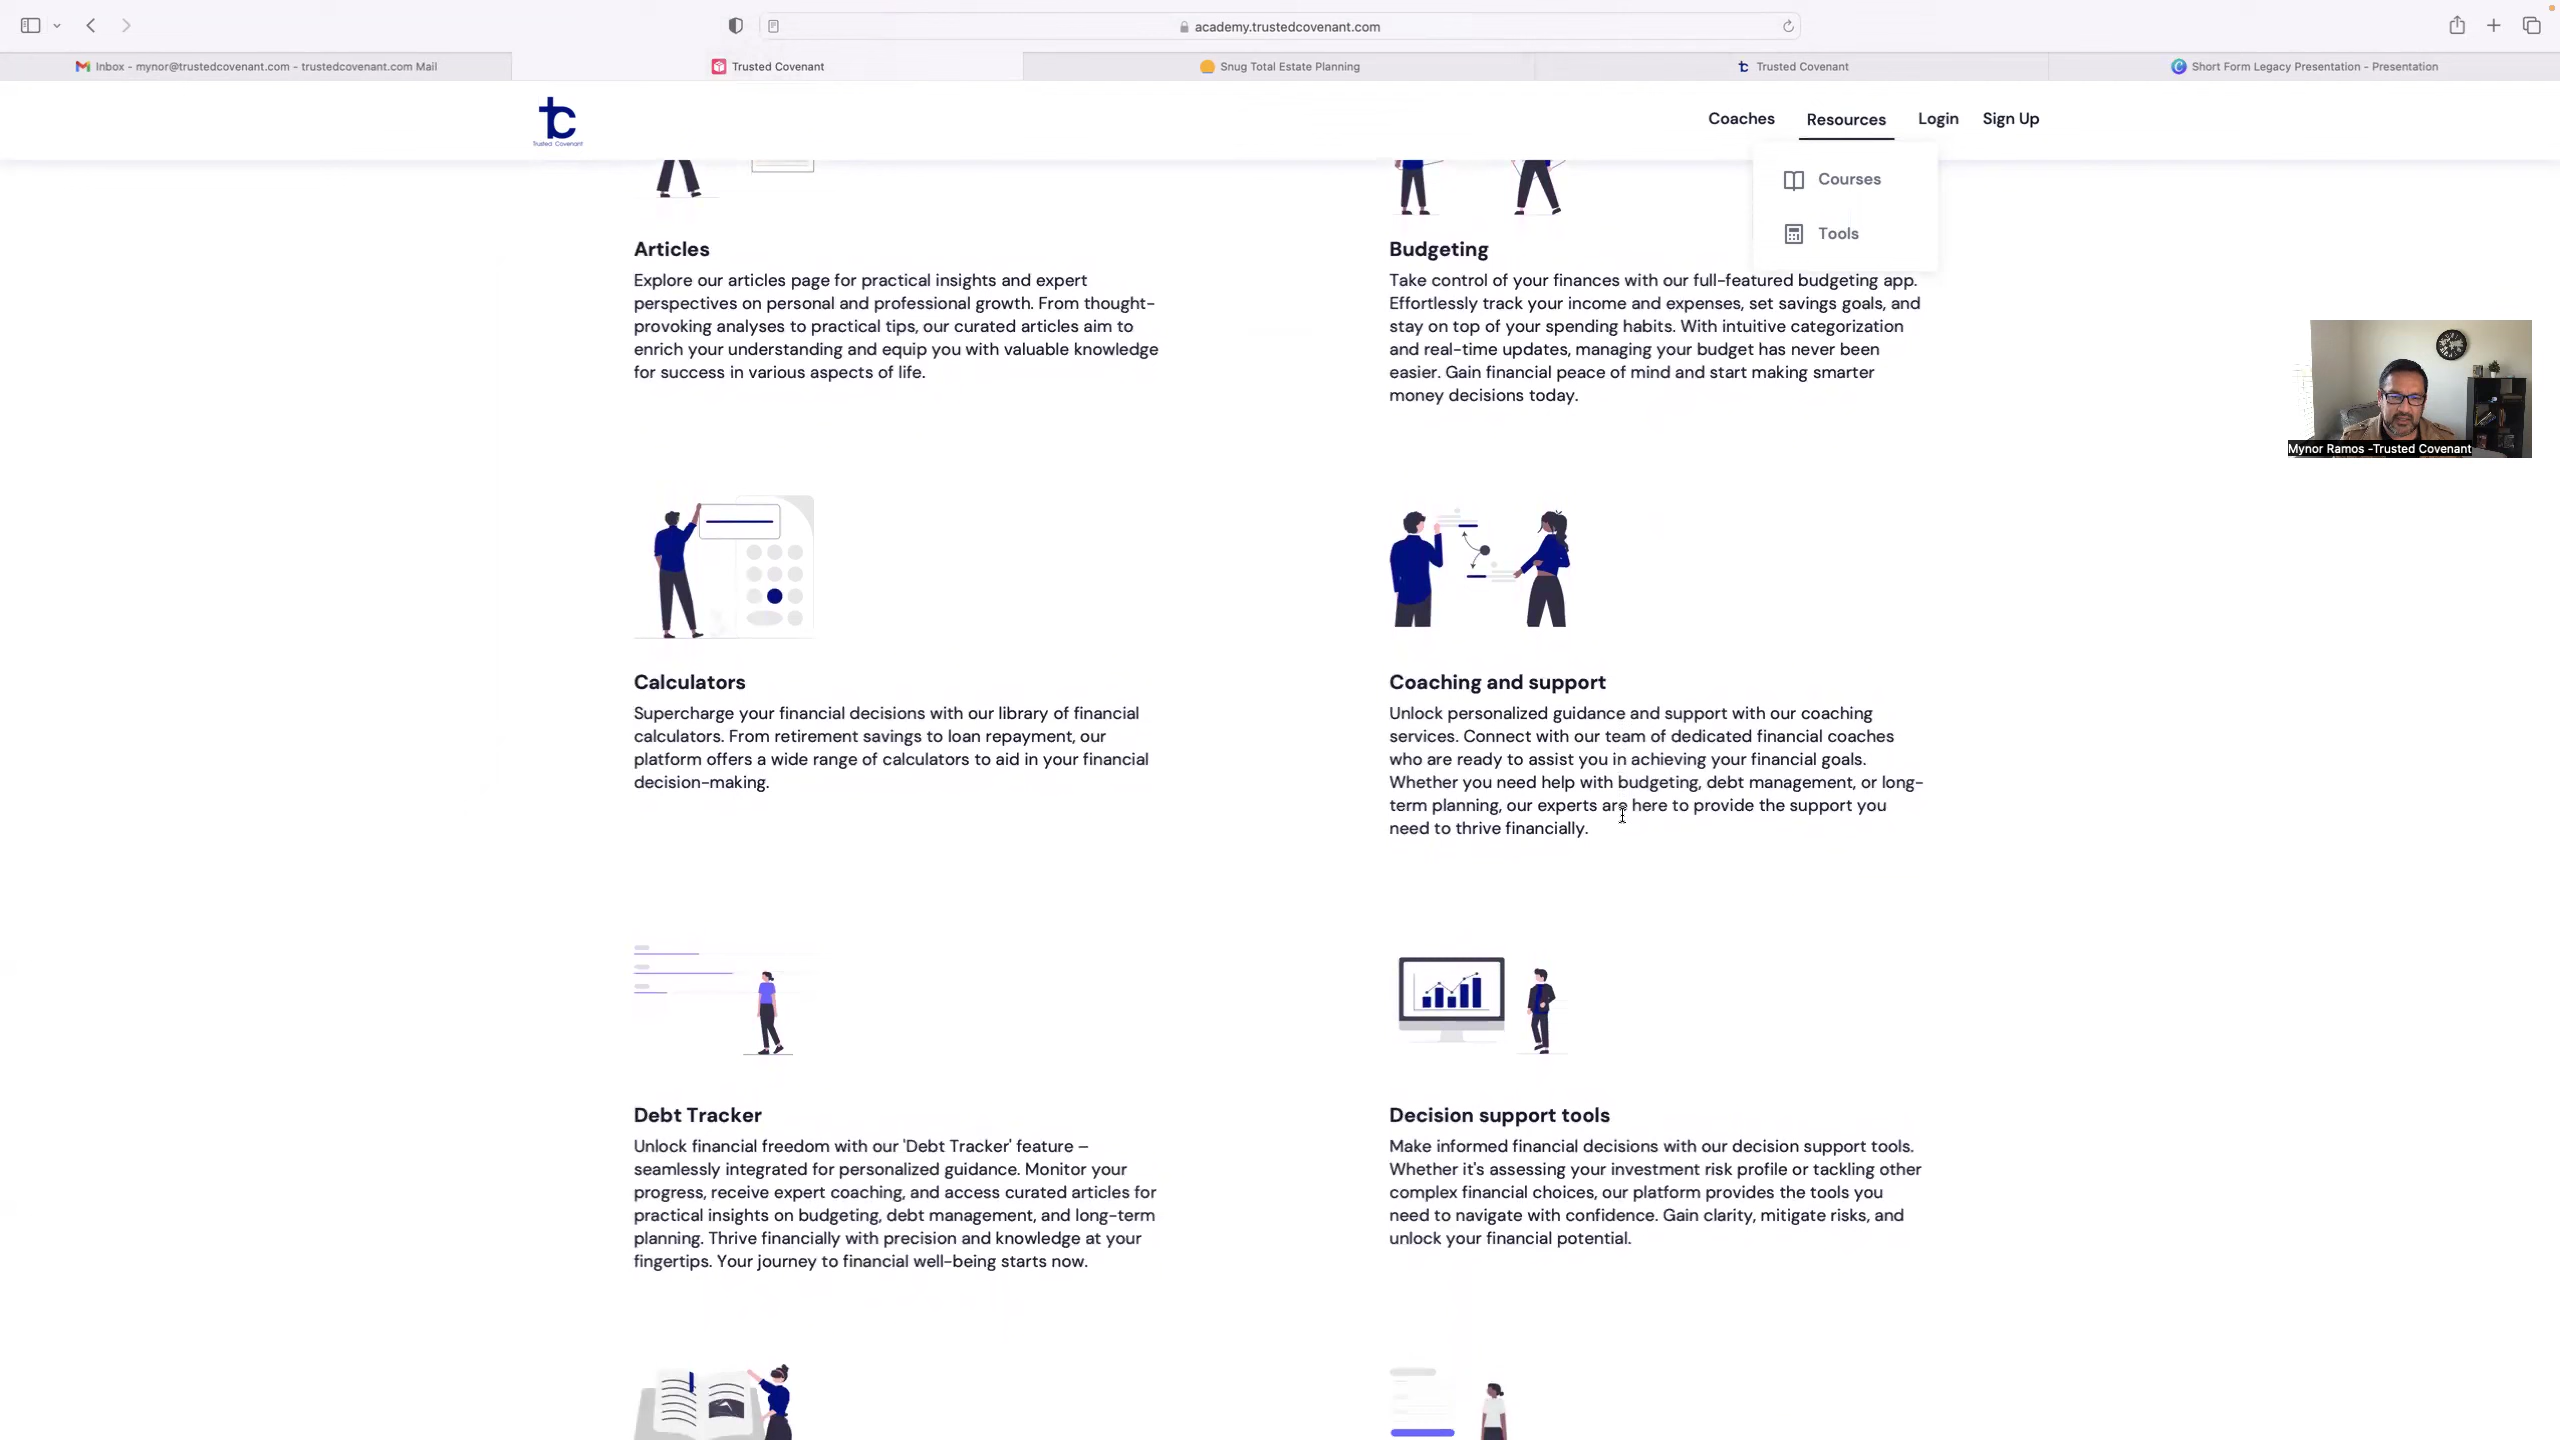 academy.trustedcovenant.com
Inbox - mynor@trustedcovenant.com - trustedcovenant.com Mail
Trusted Covenant
Snug Total Estate Planning
Trusted Covenant
Short Form Legacy Presentation - Presentation
tc
Trusted Covenant
Coaches
Resources
Login
Sign Up
Courses
Tools
Articles
Explore our articles page for practical insights and expert
perspectives on personal and professional growth. From thought-
provoking analyses to practical tips, our curated articles aim to
enrich your understanding and equip you with valuable knowledge
for success in various aspects of life.
Budgeting
Take control of your finances with our full-featured budgeting app.
Effortlessly track your income and expenses, set savings goals, and
stay on top of your spending habits. With intuitive categorization
and real-time updates, managing your budget has never been
easier. Gain financial peace of mind and start making smarter
money decisions today.
Mynor Ramos -Trusted Covenant
Calculators
Supercharge your financial decisions with our library of financial
calculators. From retirement savings to loan repayment, our
platform offers a wide range of calculators to aid in your financial
decision-making.
Coaching and support
Unlock personalized guidance and support with our coaching
services. Connect with our team of dedicated financial coaches
who are ready to assist you in achieving your financial goals.
Whether you need help with budgeting, debt management, or long-
term planning, our experts are here to provide the support you
need to thrive financially.
Debt Tracker
Unlock financial freedom with our 'Debt Tracker' feature –
seamlessly integrated for personalized guidance. Monitor your
progress, receive expert coaching, and access curated articles for
practical insights on budgeting, debt management, and long-term
planning. Thrive financially with precision and knowledge at your
fingertips. Your journey to financial well-being starts now.
Decision support tools
Make informed financial decisions with our decision support tools.
Whether it's assessing your investment risk profile or tackling other
complex financial choices, our platform provides the tools you
need to navigate with confidence. Gain clarity, mitigate risks, and
unlock your financial potential.